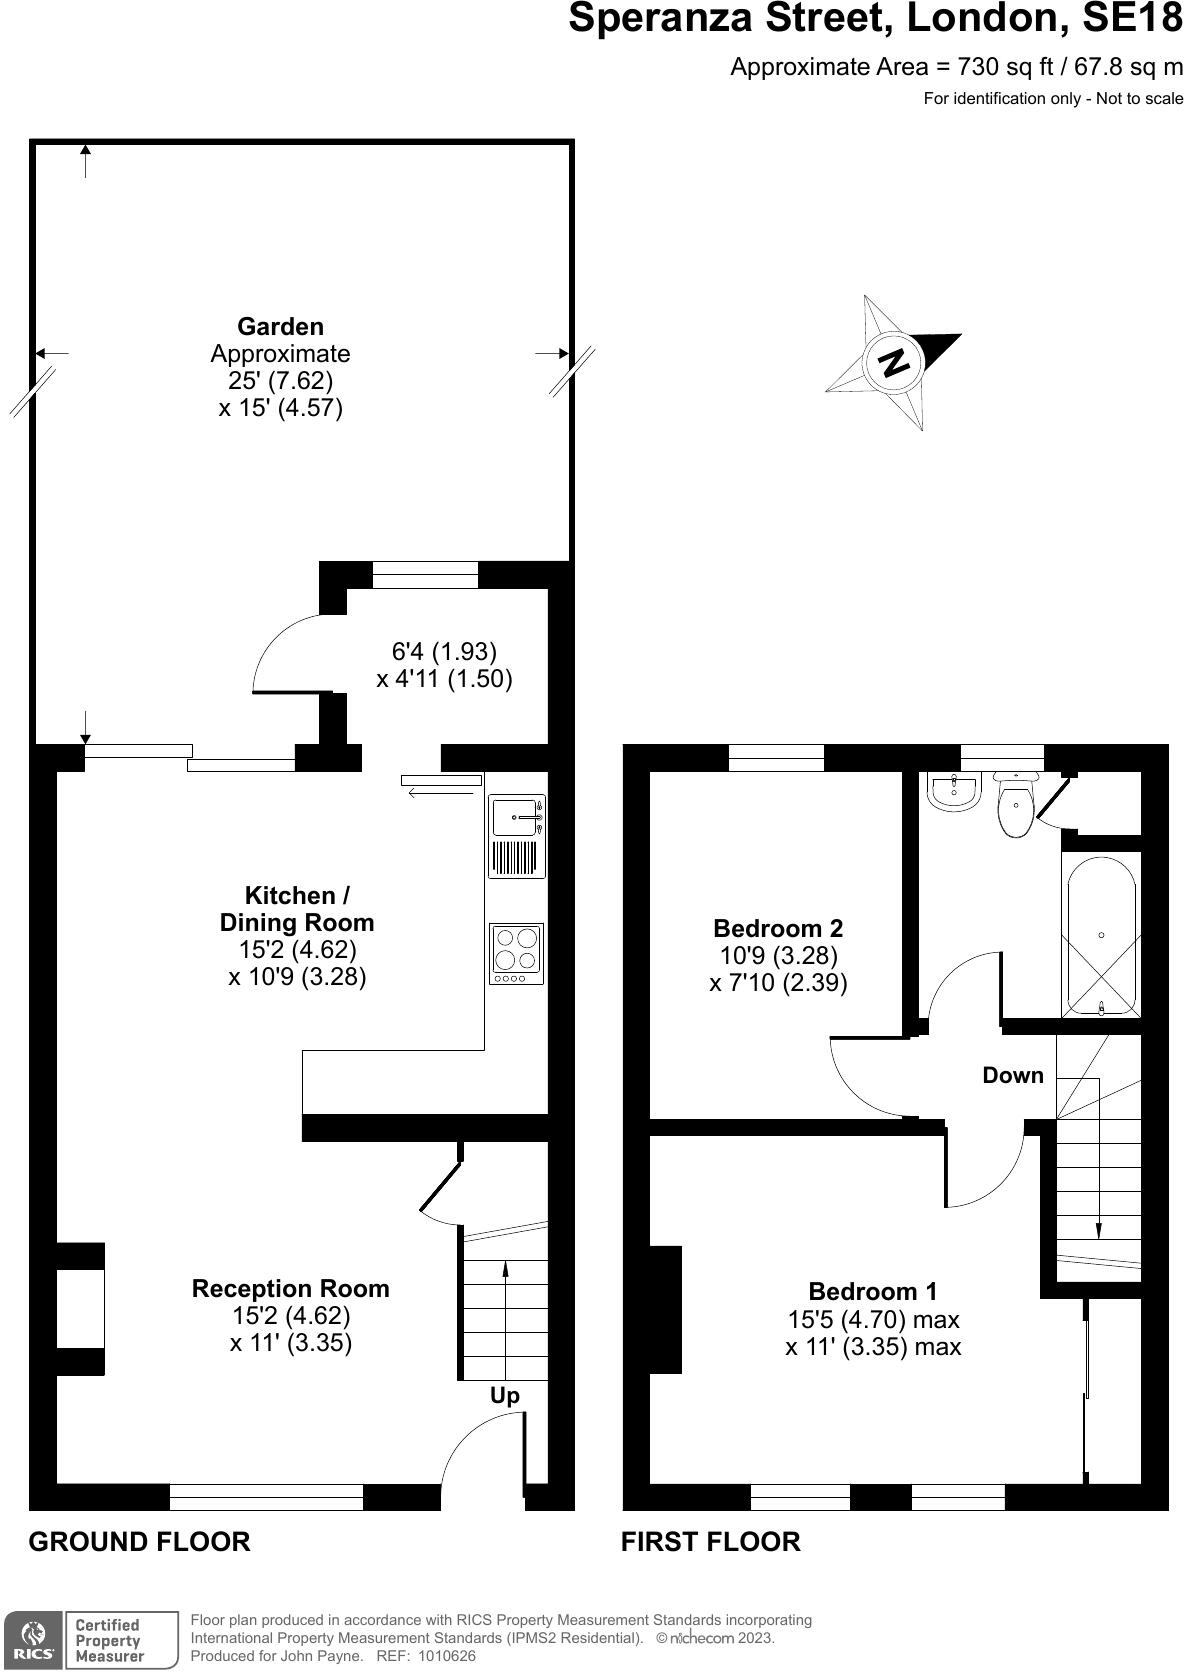 Speranza Street, London, SE18
Approximate Area = 730 sq ft / 67.8 sq m
For identification only - Not to scale
Garden
Approximate
25' (7.62)
x 15' (4.57)
N
6'4 (1.93)
x 4'11 (1.50)
Kitchen /
Dining Room
15'2 (4.62)
x 10'9 (3.28)
Bedroom 2
10'9 (3.28)
x 7'10 (2.39)
Down
Reception Room
15'2 (4.62)
x 11' (3.35)
Up
Bedroom 1
15'5 (4.70) max
x 11' (3.35) max
GROUND FLOOR
FIRST FLOOR
RICS
Certified
Property
Measurer
Floor plan produced in accordance with RICS Property Measurement Standards incorporating
International Property Measurement Standards (IPMS2 Residential). © nichecom 2023.
Produced for John Payne. REF: 1010626